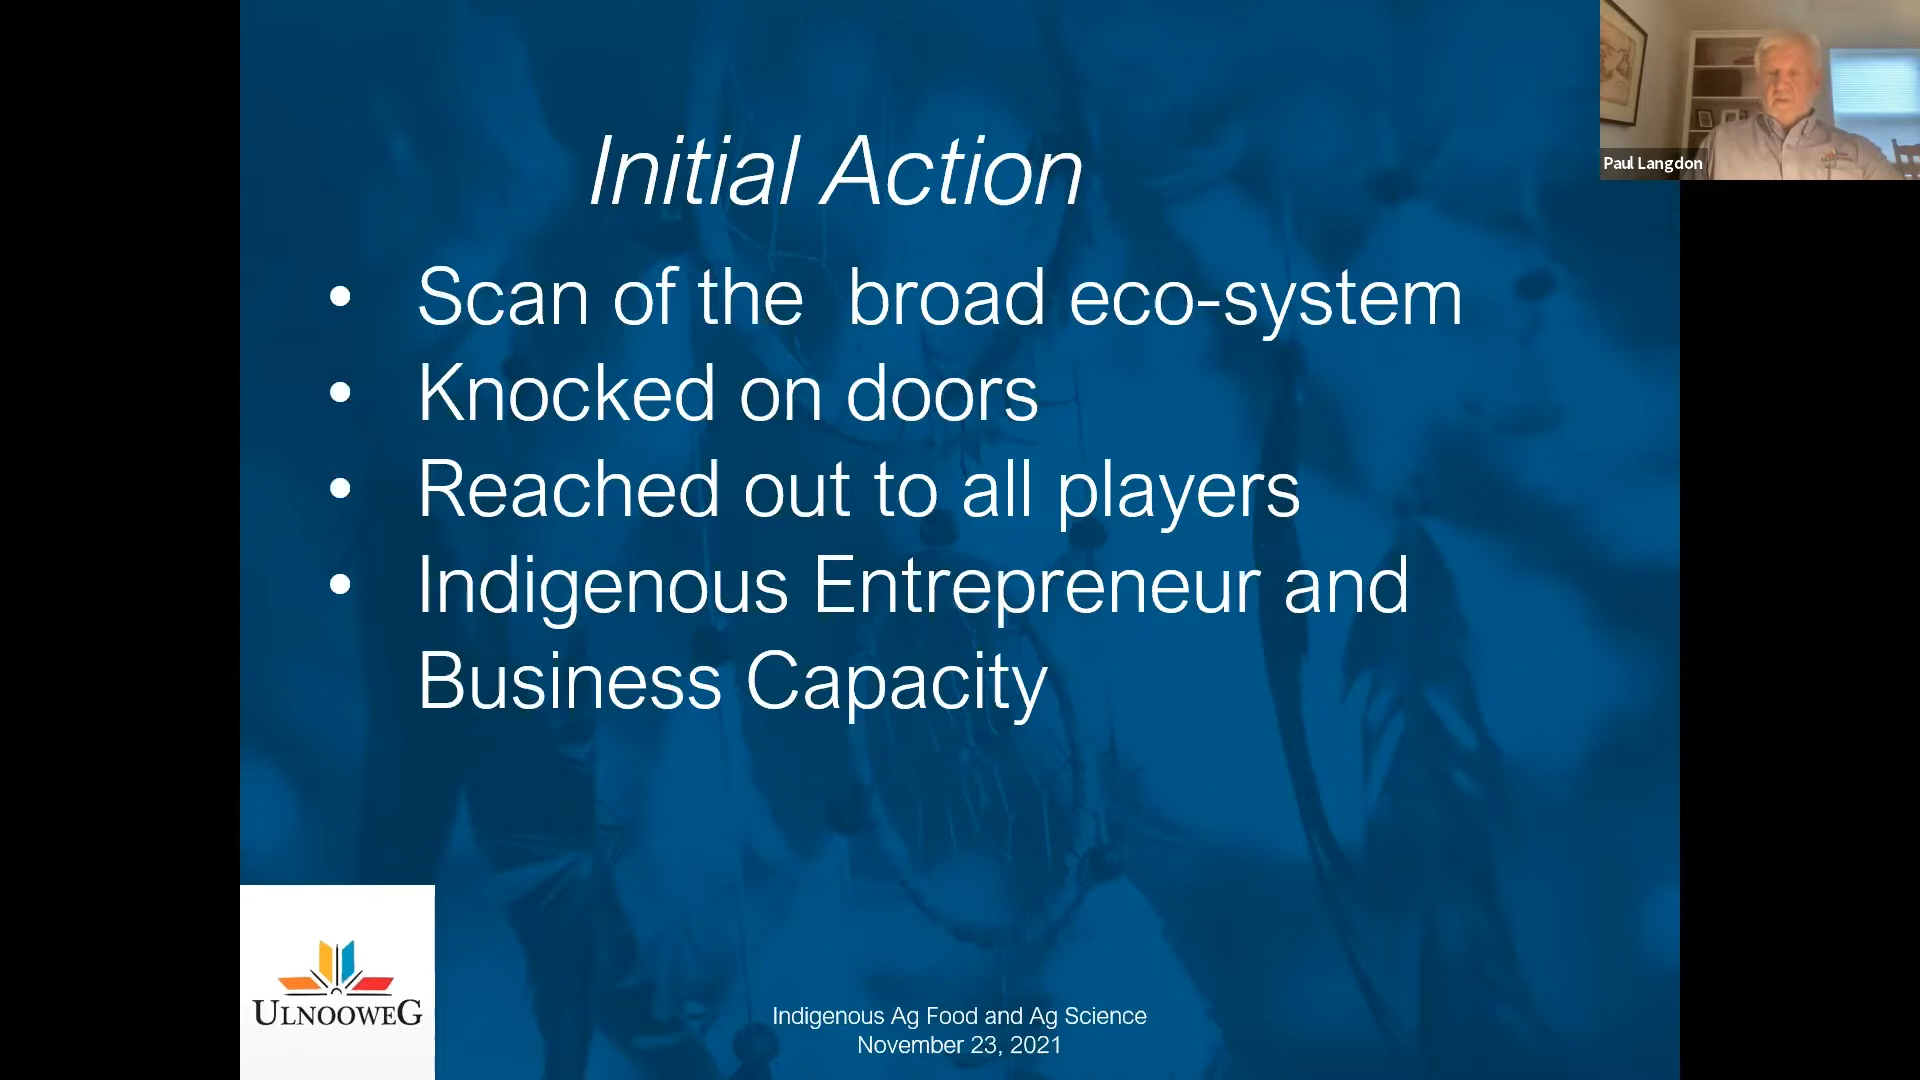 Initial Action
Paul Langdon
• Scan of the  broad eco-system
• Knocked on doors
• Reached out to all players
• Indigenous Entrepreneur and
Business Capacity
ULNOOWEG
Indigenous Ag Food and Ag Science
November 23, 2021